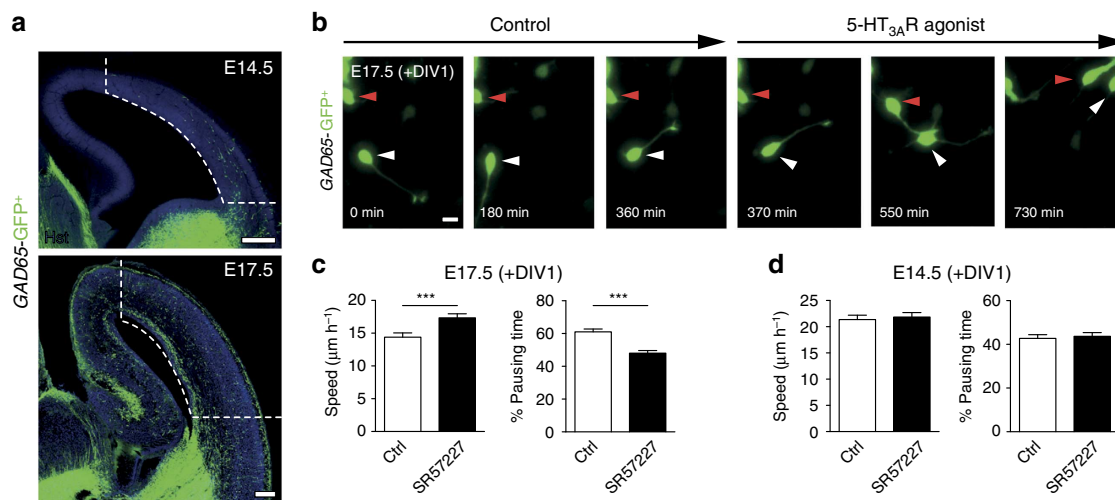 a
E14.5
GAD65-GFP⁺
Hst
E17.5
b
Control
5-HT₃ₐR agonist
GAD65-GFP⁺
E17.5 (+DIV1)
0 min
180 min
360 min
370 min
550 min
730 min
c
E17.5 (+DIV1)
Speed (μm h⁻¹)
20
15
10
5
0
***
Ctrl
SR57227
% Pausing time
80
60
40
20
0
***
Ctrl
SR57227
d
E14.5 (+DIV1)
Speed (μm h⁻¹)
25
20
15
10
5
0
Ctrl
SR57227
% Pausing time
60
40
20
0
Ctrl
SR57227